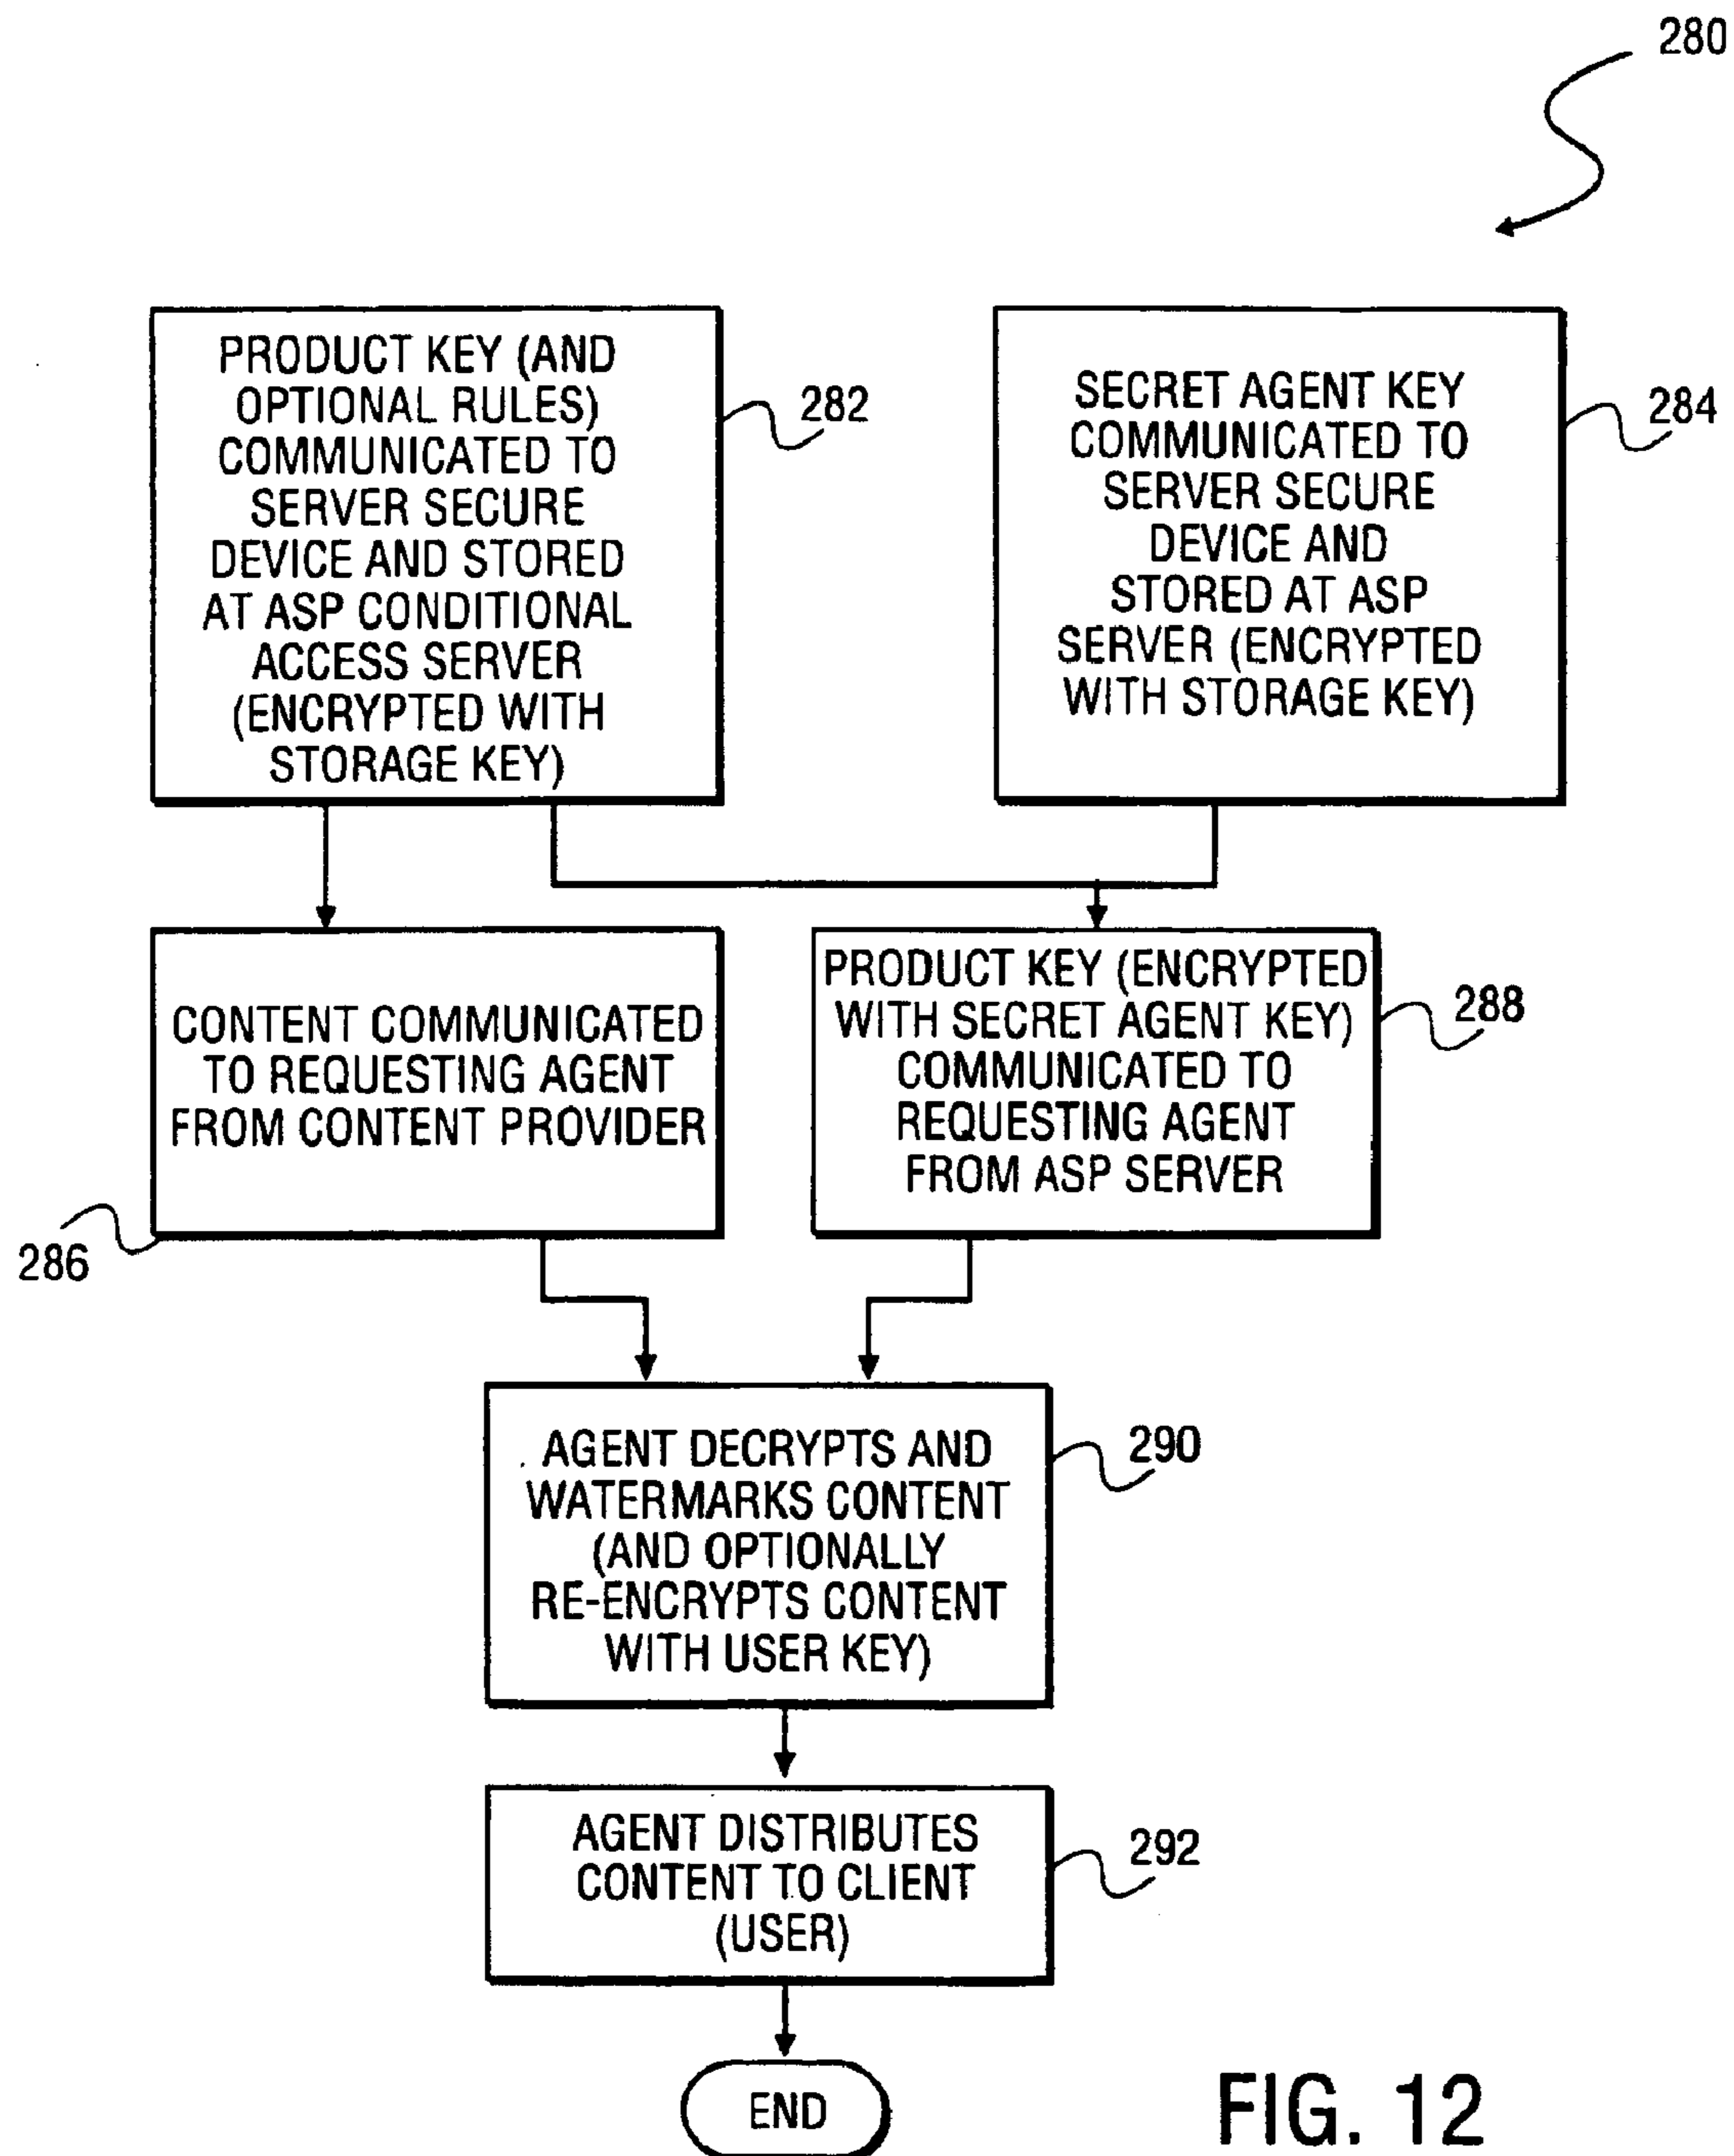 280
PRODUCT KEY (AND
OPTIONAL RULES)
COMMUNICATED TO
SERVER SECURE
DEVICE AND STORED
AT ASP CONDITIONAL
ACCESS SERVER
(ENCRYPTED WITH
STORAGE KEY)
282
SECRET AGENT KEY
COMMUNICATED TO
SERVER SECURE
DEVICE AND
STORED AT ASP
SERVER (ENCRYPTED
WITH STORAGE KEY)
284
CONTENT COMMUNICATED
TO REQUESTING AGENT
FROM CONTENT PROVIDER
286
PRODUCT KEY (ENCRYPTED
WITH SECRET AGENT KEY)
COMMUNICATED TO
REQUESTING AGENT
FROM ASP SERVER
288
AGENT DECRYPTS AND
WATERMARKS CONTENT
(AND OPTIONALLY
RE-ENCRYPTS CONTENT
WITH USER KEY)
290
AGENT DISTRIBUTES
CONTENT TO CLIENT
(USER)
292
END
FIG. 12